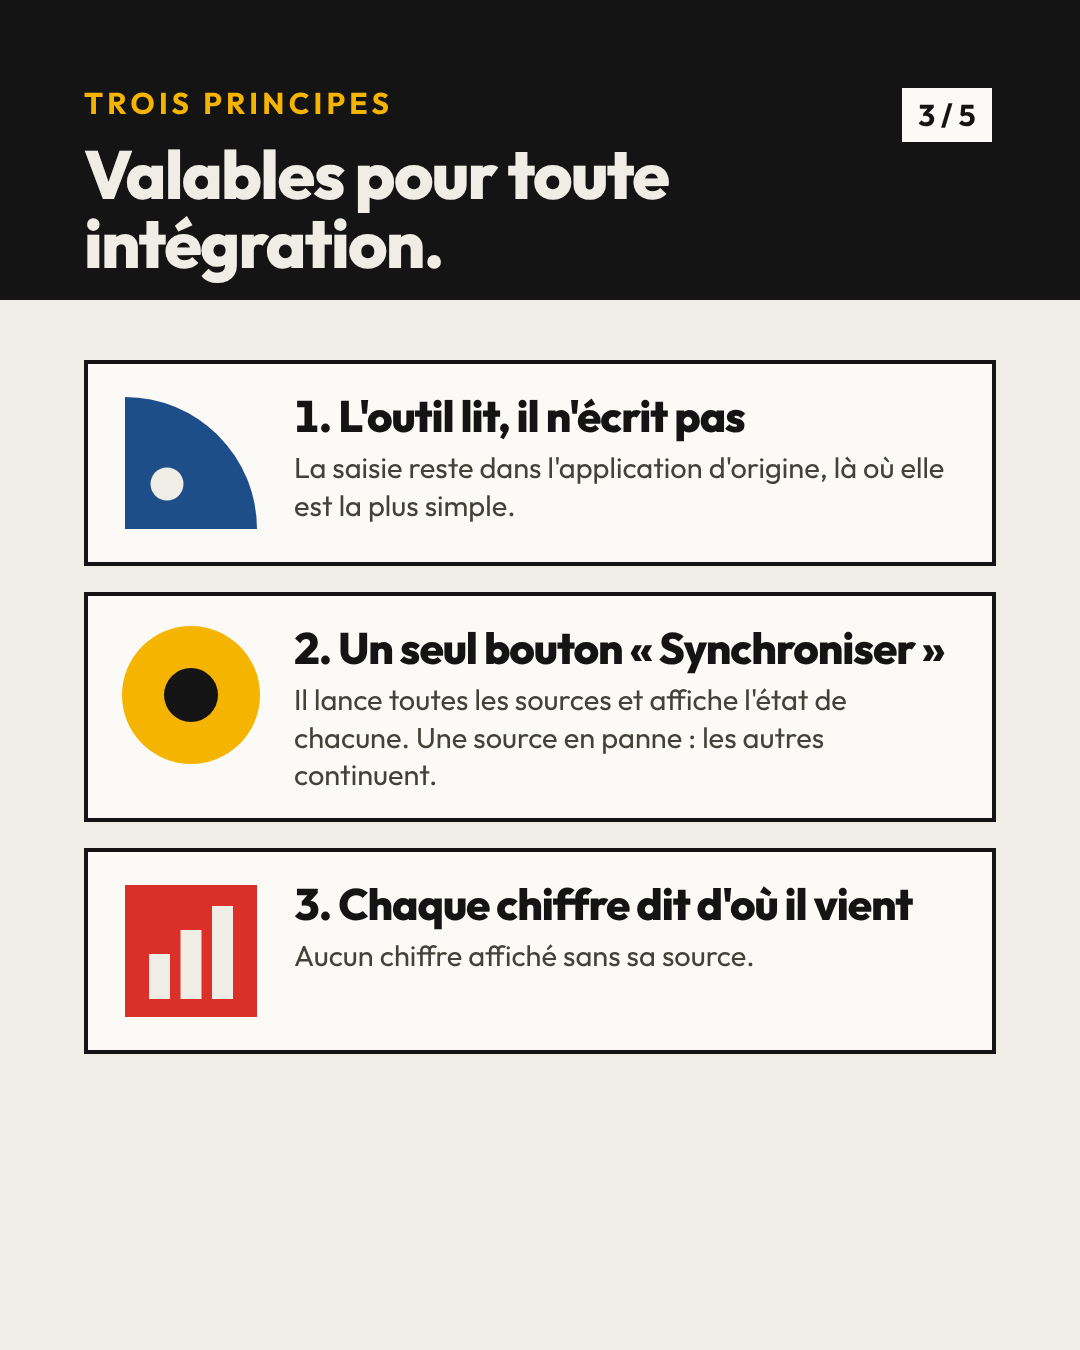 TROIS PRINCIPES
3 / 5
Valables pour toute
intégration.
1. L'outil lit, il n'écrit pas
La saisie reste dans l'application d'origine, là où elle
est la plus simple.
2. Un seul bouton « Synchroniser »
Il lance toutes les sources et affiche l'état de
chacune. Une source en panne : les autres
continuent.
3. Chaque chiffre dit d'où il vient
Aucun chiffre affiché sans sa source.